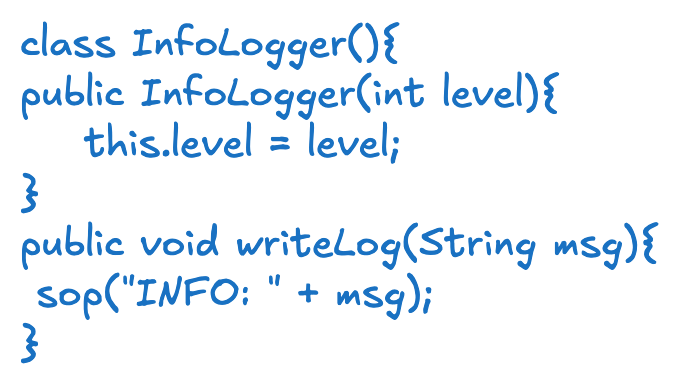 class InfoLogger(){
public InfoLogger(int level){
this.level = level;
}
public void writeLog(String msg){
sop("INFO: " + msg);
}